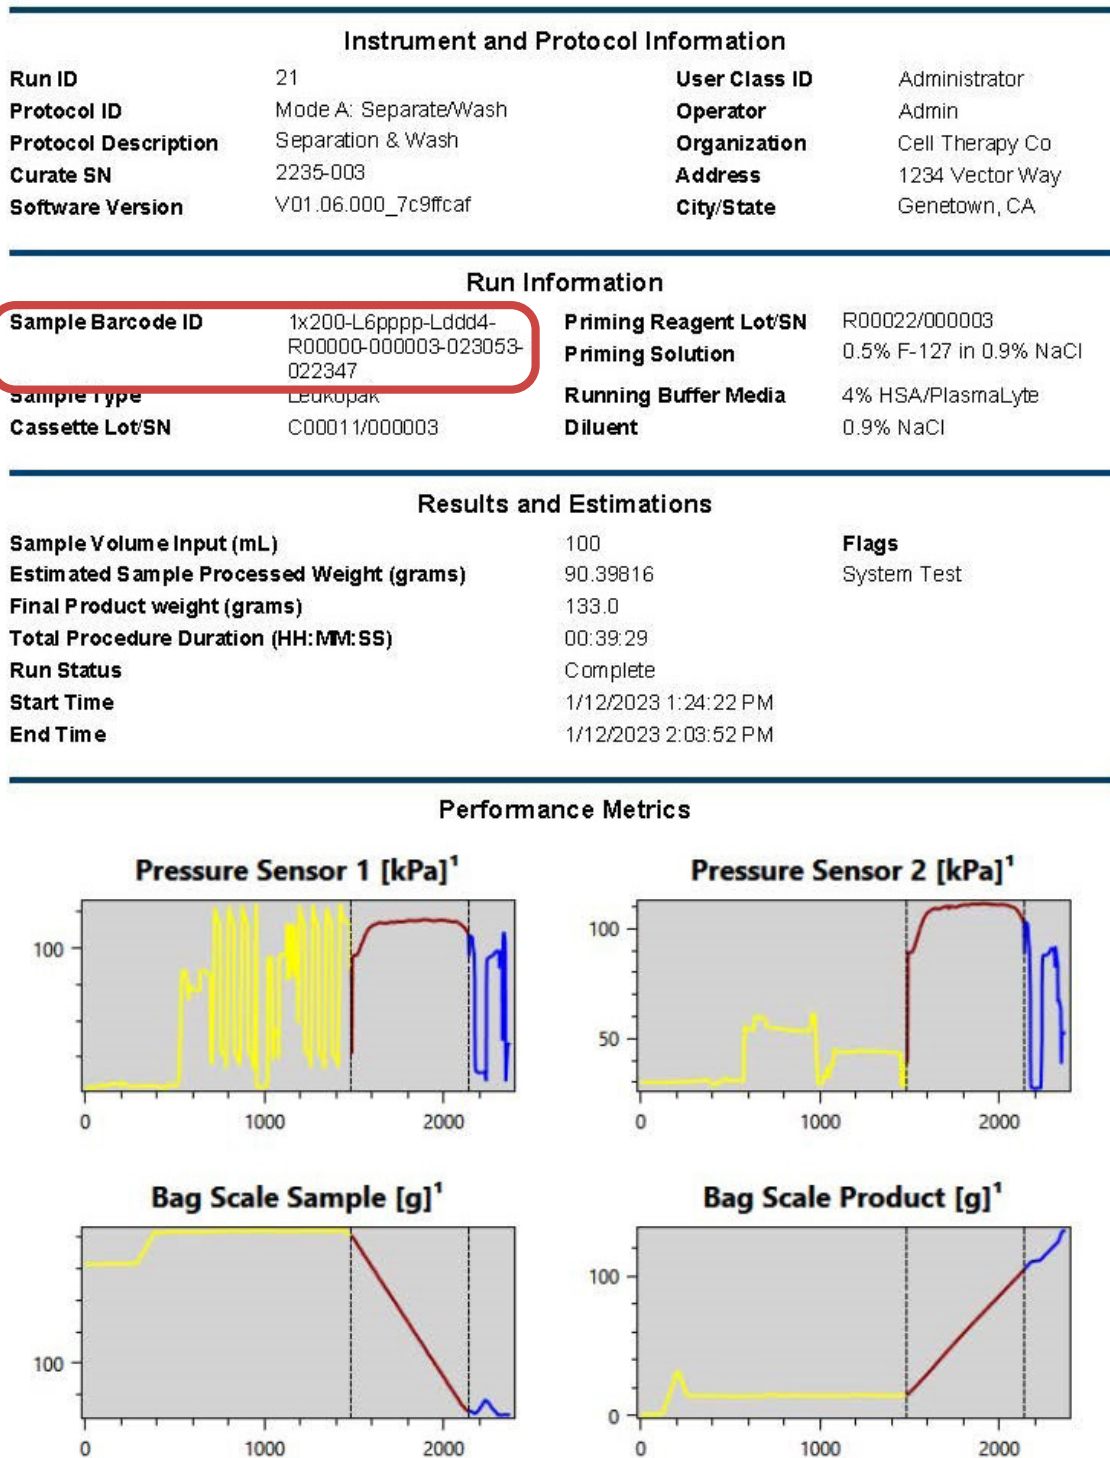 Instrument and Protocol Information
Run ID 21 User Class ID Administrator
Protocol ID Mode A: Separate/Wash Operator Admin
Protocol Description Separation & Wash Organization Cell Therapy Co
Curate SN 2235-003 Address 1234 Vector Way
Software Version V01.06.000_7c9ffcaf City/State Genetown, CA
Run Information
Sample Barcode ID 1x200-L6pppp-Lddd4- Priming Reagent Lot/SN R00022/000003
R00000-000003-023053- Priming Solution 0.5% F-127 in 0.9% NaCl
022347
Sample Type Leukopak Running Buffer Media 4% HSA/PlasmaLyte
Cassette Lot/SN C00011/000003 Diluent 0.9% NaCl
Results and Estimations
Sample Volume Input (mL) 100 Flags
Estimated Sample Processed Weight (grams) 90.39816 System Test
Final Product weight (grams) 133.0
Total Procedure Duration (HH:MM:SS) 00:39:29
Run Status Complete
Start Time 1/12/2023 1:24:22 PM
End Time 1/12/2023 2:03:52 PM
Performance Metrics
Pressure Sensor 1 [kPa]¹ Pressure Sensor 2 [kPa]¹
100
100
50
0 1000 2000 0 1000 2000
Bag Scale Sample [g]¹ Bag Scale Product [g]¹
100
100
0
0 1000 2000 0 1000 2000